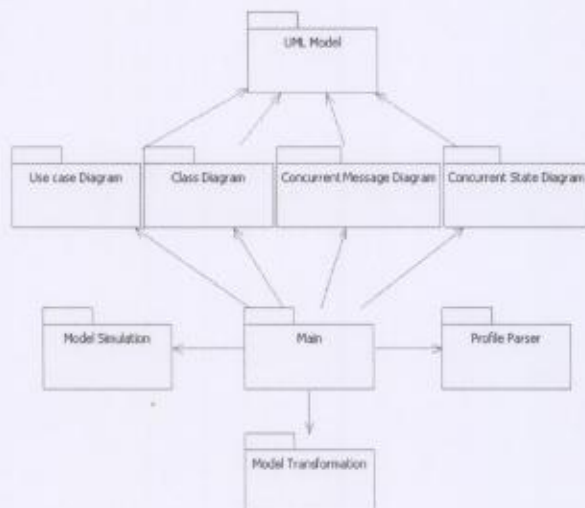 UML Model
Use case Diagram
Class Diagram
Concurrent Message Diagram
Concurrent State Diagram
Model Simulation
Main
Profile Parser
Model Transformation